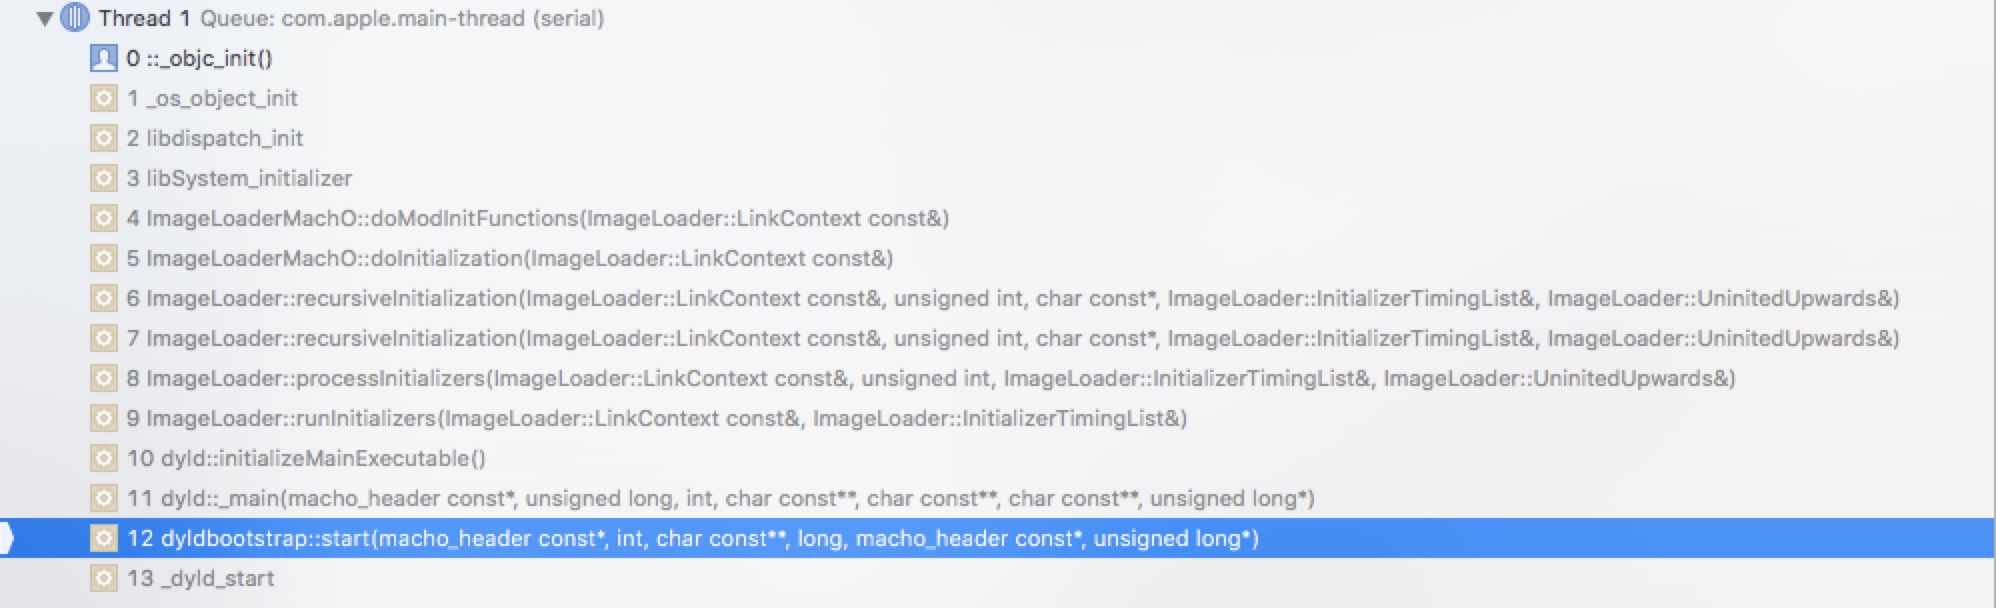 Thread 1 Queue: com.apple.main-thread (serial)
0 ::_objc_init()
1 _os_object_init
2 libdispatch_init
3 libSystem_initializer
4 ImageLoaderMachO::doModInitFunctions(ImageLoader::LinkContext const&)
5 ImageLoaderMachO::doInitialization(ImageLoader::LinkContext const&)
6 ImageLoader::recursiveInitialization(ImageLoader::LinkContext const&, unsigned int, char const*, ImageLoader::InitializerTimingList&, ImageLoader::UninitedUpwards&)
7 ImageLoader::recursiveInitialization(ImageLoader::LinkContext const&, unsigned int, char const*, ImageLoader::InitializerTimingList&, ImageLoader::UninitedUpwards&)
8 ImageLoader::processInitializers(ImageLoader::LinkContext const&, unsigned int, ImageLoader::InitializerTimingList&, ImageLoader::UninitedUpwards&)
9 ImageLoader::runInitializers(ImageLoader::LinkContext const&, ImageLoader::InitializerTimingList&)
10 dyld::initializeMainExecutable()
11 dyld::_main(macho_header const*, unsigned long, int, char const**, char const**, char const**, unsigned long*)
12 dyldbootstrap::start(macho_header const*, int, char const**, long, macho_header const*, unsigned long*)
13 _dyld_start